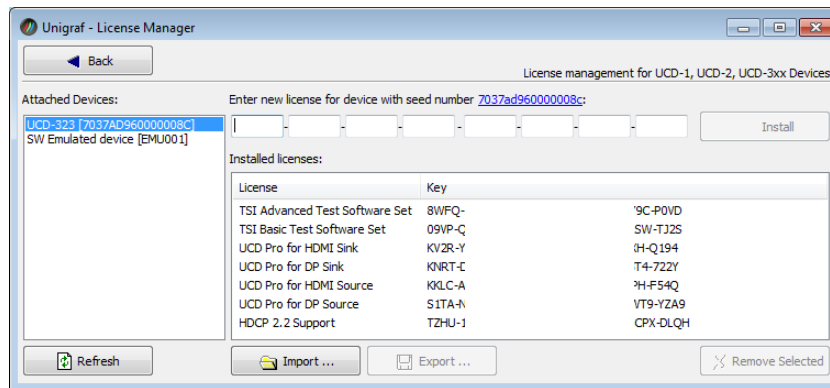 Unigraf - License Manager
Back
License management for UCD-1, UCD-2, UCD-3xx Devices
Attached Devices:
Enter new license for device with seed number 7037ad960000008c:
UCD-323 [7037AD960000008C]
SW Emulated device [EMU001]
- - - - - - -
Install
Installed licenses:
License Key
TSI Advanced Test Software Set 8WFQ- 9C-P0VD
TSI Basic Test Software Set 09VP-Q SW-TJ2S
UCD Pro for HDMI Sink KV2R-Y H-Q194
UCD Pro for DP Sink KNRT- T4-722Y
UCD Pro for HDMI Source KKLC-A H-F54Q
UCD Pro for DP Source S1TA- VT9-YZA9
HDCP 2.2 Support TZHU- CPX-DLQH
Refresh
Import ...
Export ...
Remove Selected